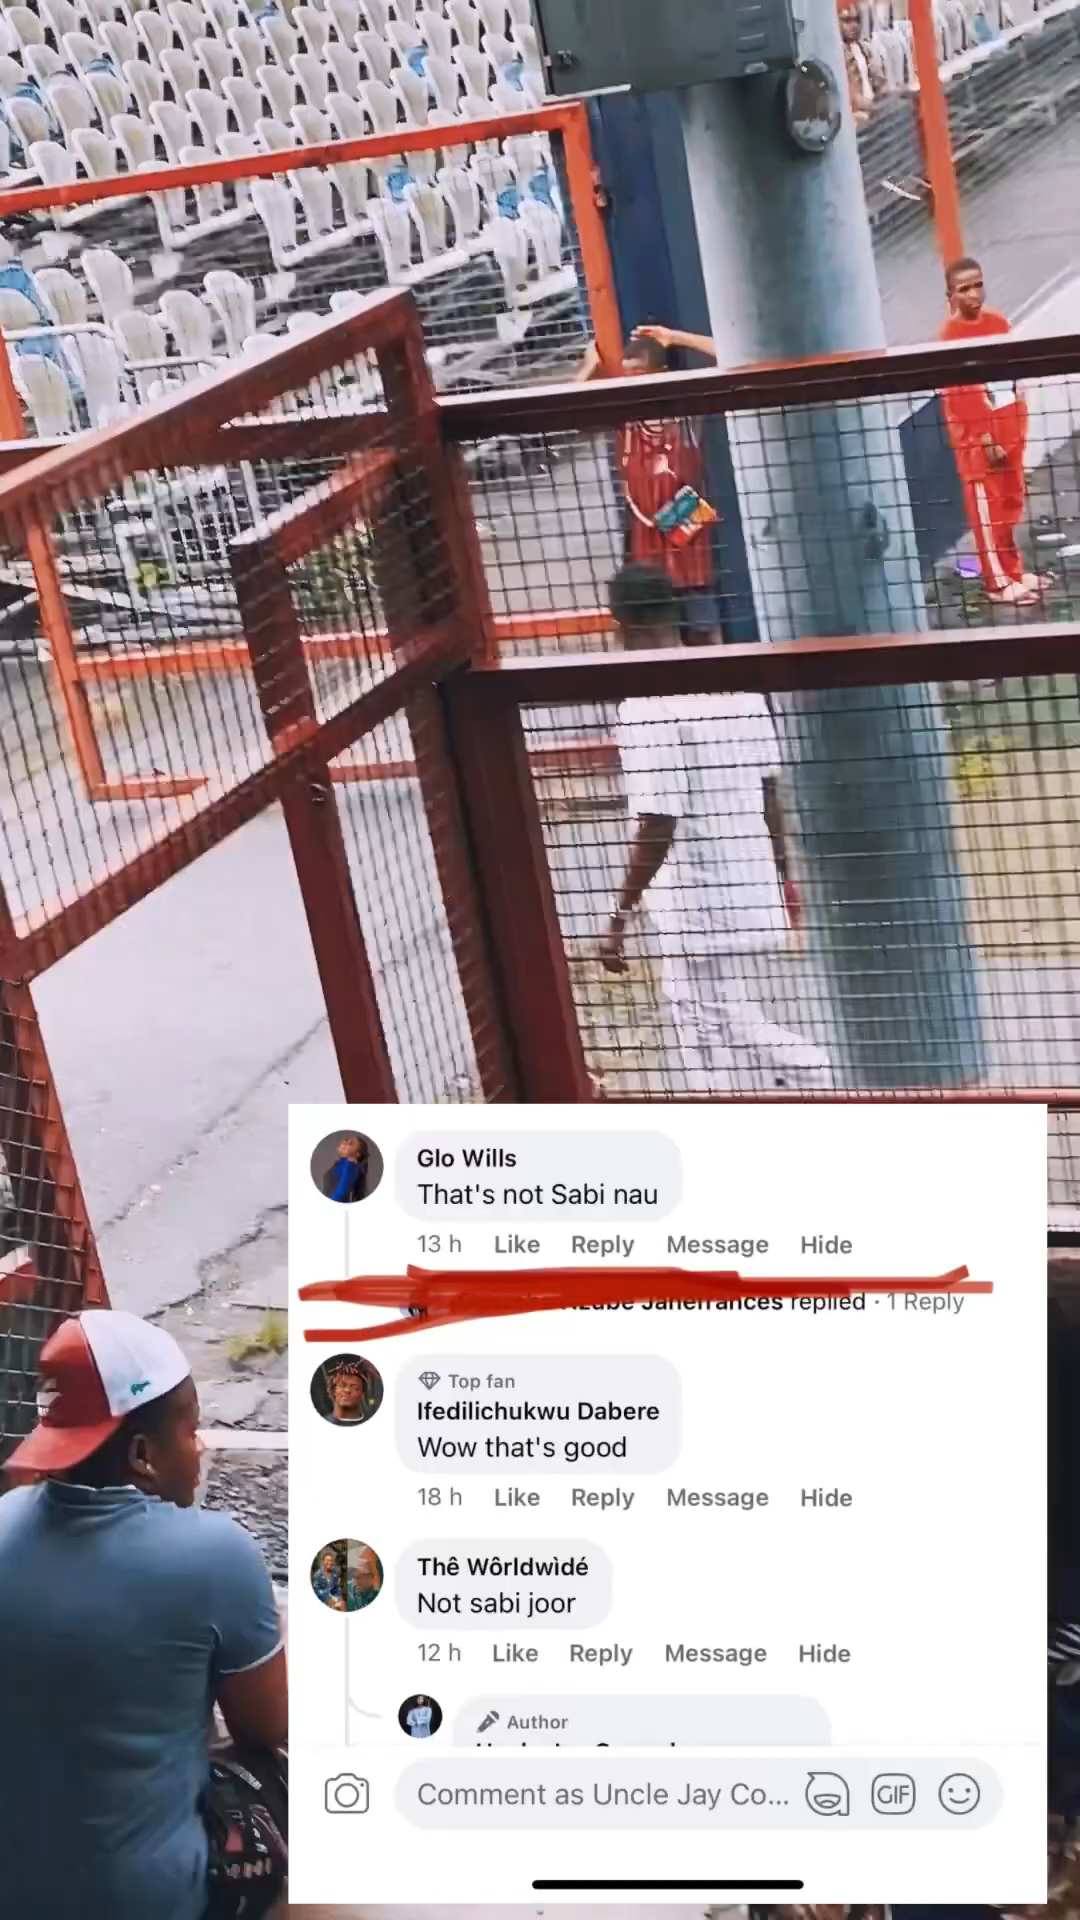 Glo Wills
That's not Sabi nau
13 h Like Reply Message Hide
Janefrances replied · 1 Reply
Top fan
Ifedilichukwu Dabere
Wow that's good
18 h Like Reply Message Hide
Thê Wôrldwìdé
Not sabi joor
12 h Like Reply Message Hide
Author
Comment as Uncle Jay Co...
GIF